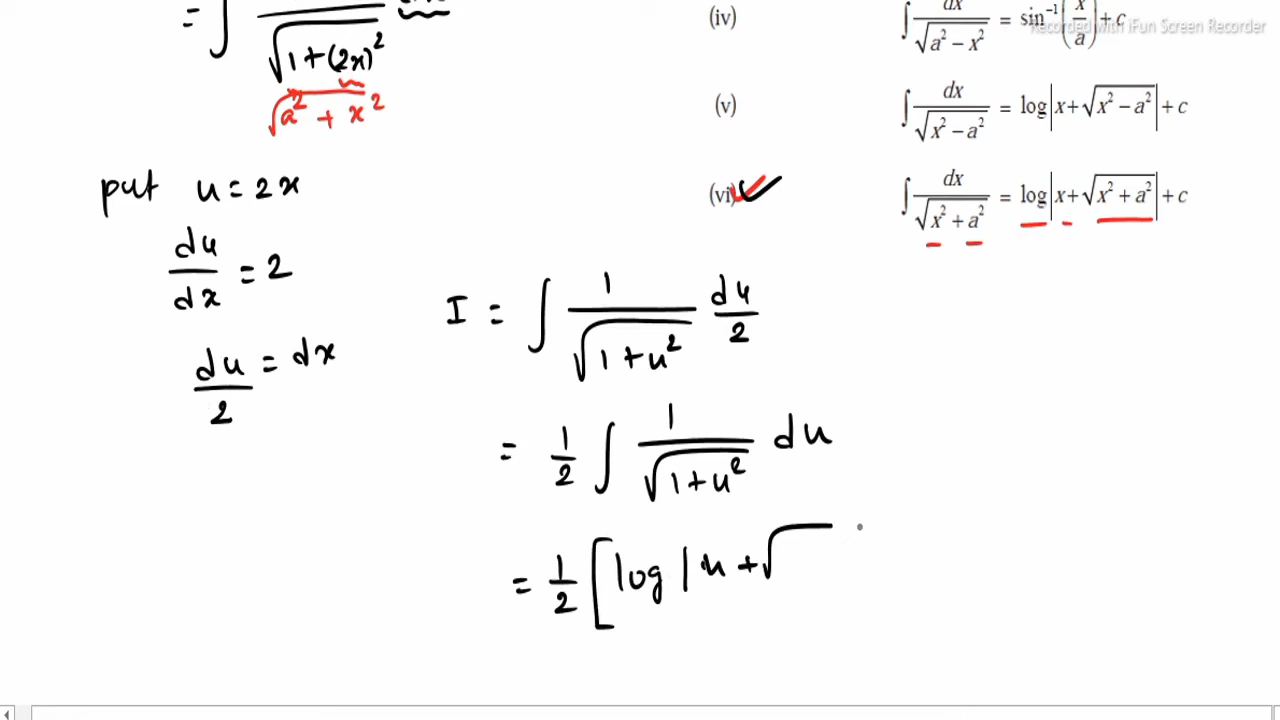 = ∫ 1/√(1+(2x)²)
√(a² + x²)
put u = 2x
du/dx = 2
du/2 = dx
(iv) ∫ dx/√(a² − x²) = sin⁻¹(x/a) + c
Recorded with iFun Screen Recorder
(v) ∫ dx/√(x² − a²) = log|x+√(x² − a²)| + c
(vi) ∫ dx/√(x² + a²) = log|x+√(x² + a²)| + c
I = ∫ 1/√(1+u²) du/2
= 1/2 ∫ 1/√(1+u²) du
= 1/2 [log |u + √